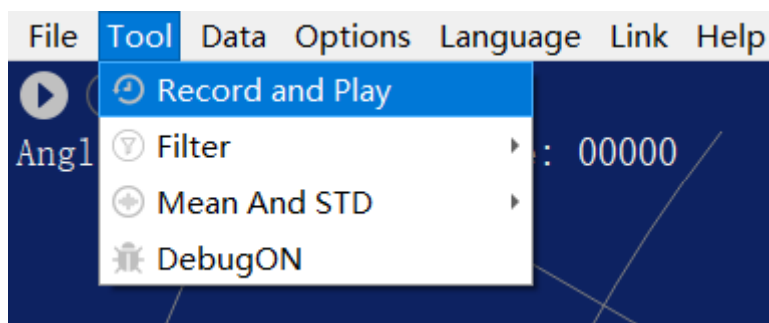 File Tool Data Options Language Link Help
Record and Play
Filter
: 00000
Mean And STD
DebugON